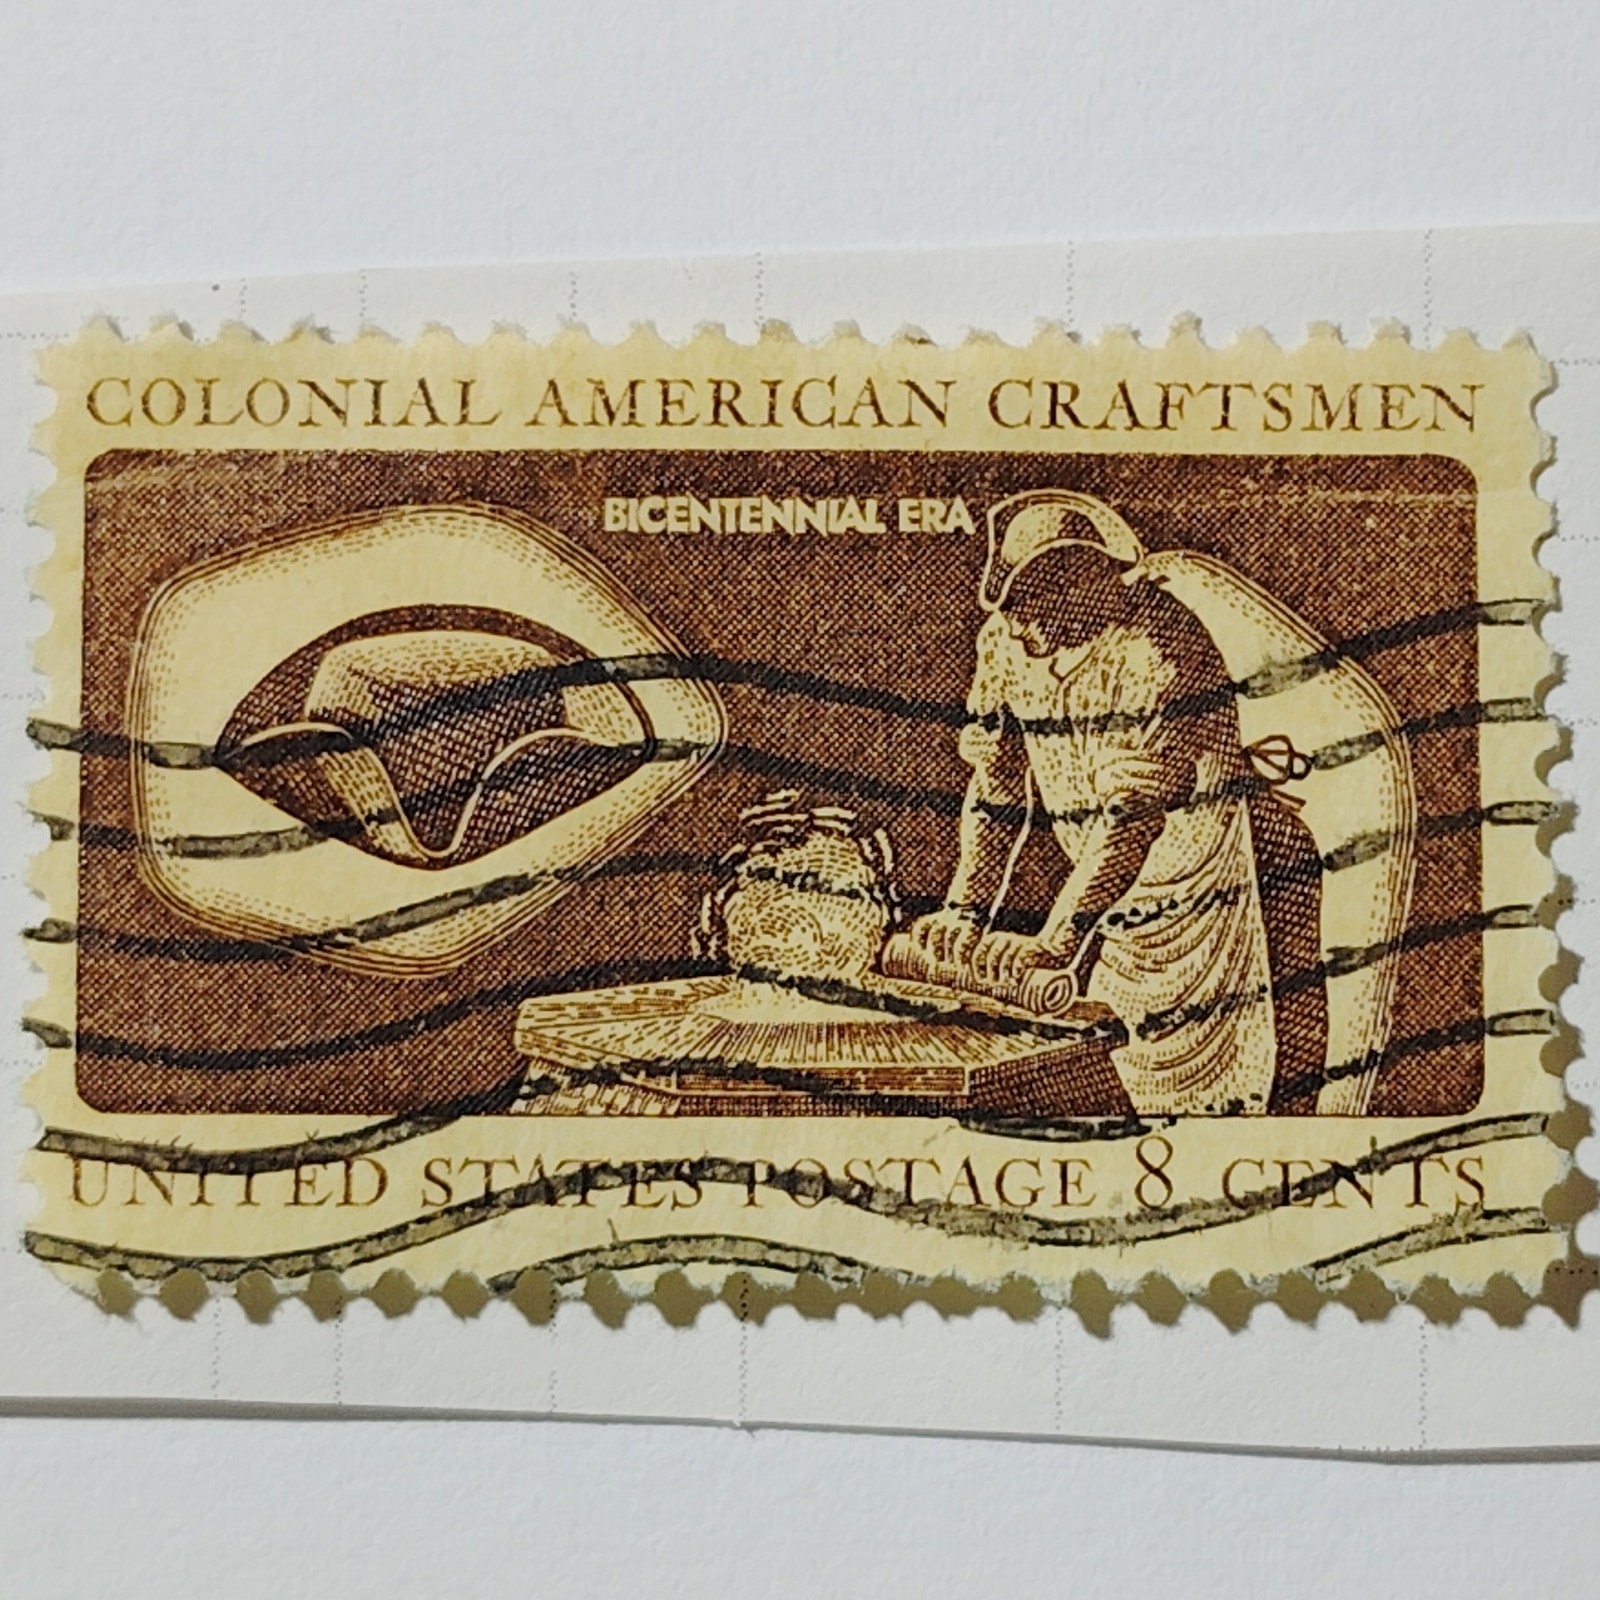 COLONIAL AMERICAN CRAFTSMEN
BICENTENNIAL ERA
UNITED STATES POSTAGE 8 CENTS